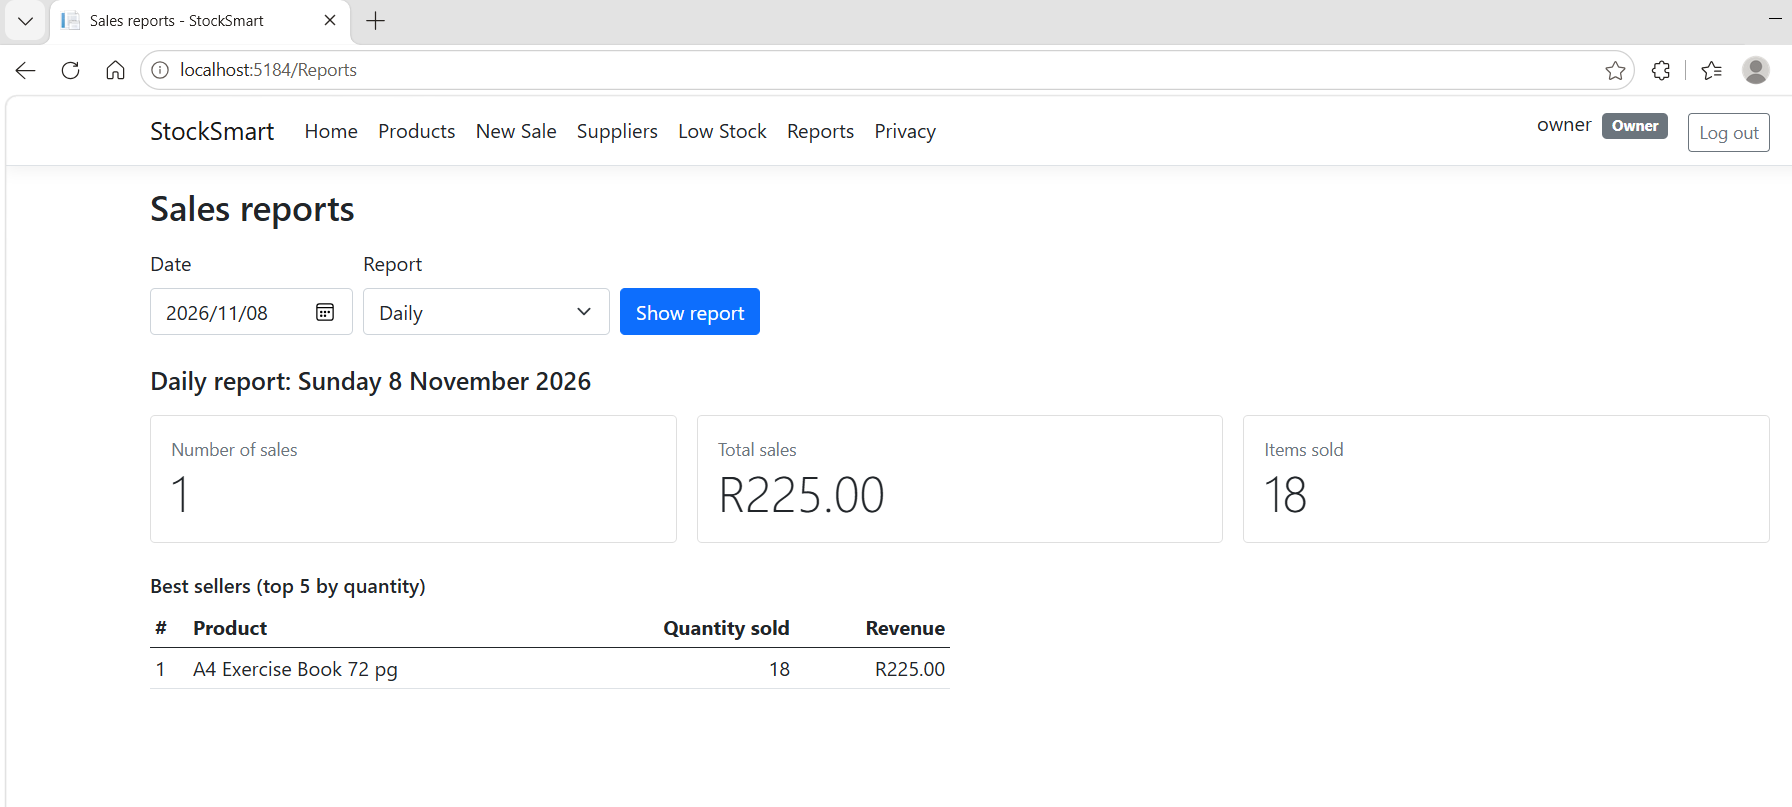 Sales reports - StockSmart
localhost:5184/Reports
StockSmart Home Products New Sale Suppliers Low Stock Reports Privacy owner Owner Log out
Sales reports
Date Report
2026/11/08 Daily Show report
Daily report: Sunday 8 November 2026
Number of sales Total sales Items sold
1 R225.00 18
Best sellers (top 5 by quantity)
# Product Quantity sold Revenue
1 A4 Exercise Book 72 pg 18 R225.00